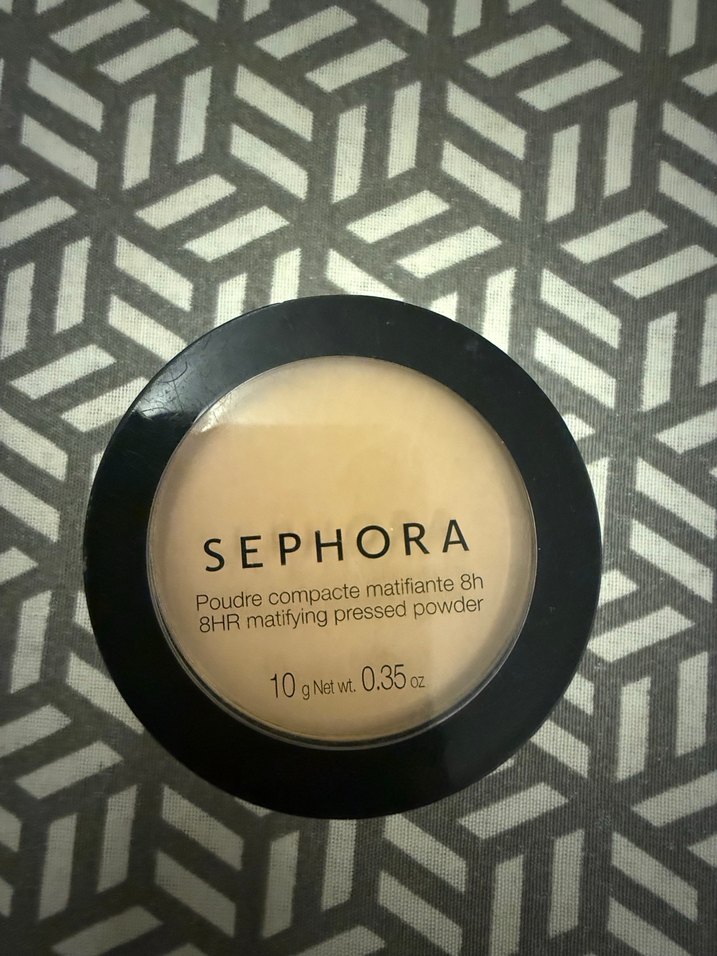 SEPHORA
Poudre compacte matifiante 8h
8HR matifying pressed powder
10 g Net wt. 0.35 oz